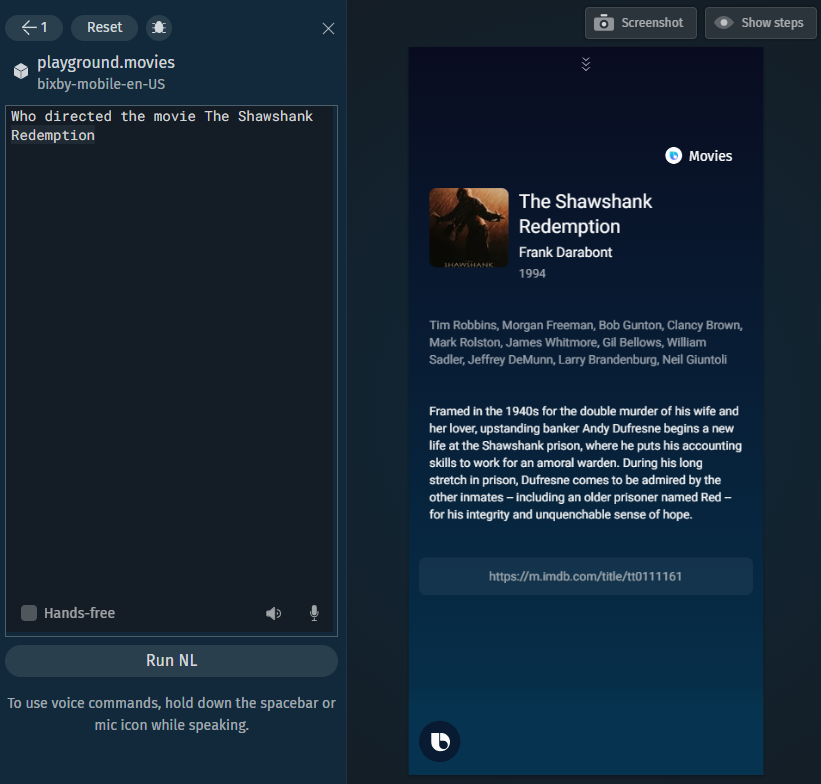 1
Reset
playground.movies
bixby-mobile-en-US
Who directed the movie The Shawshank
Redemption
Hands-free
Run NL
To use voice commands, hold down the spacebar or
mic icon while speaking.
Screenshot
Show steps
Movies
SHAWSHANK
The Shawshank
Redemption
Frank Darabont
1994
Tim Robbins, Morgan Freeman, Bob Gunton, Clancy Brown,
Mark Rolston, James Whitmore, Gil Bellows, William
Sadler, Jeffrey DeMunn, Larry Brandenburg, Neil Giuntoli
Framed in the 1940s for the double murder of his wife and
her lover, upstanding banker Andy Dufresne begins a new
life at the Shawshank prison, where he puts his accounting
skills to work for an amoral warden. During his long
stretch in prison, Dufresne comes to be admired by the
other inmates -- including an older prisoner named Red --
for his integrity and unquenchable sense of hope.
https://m.imdb.com/title/tt0111161